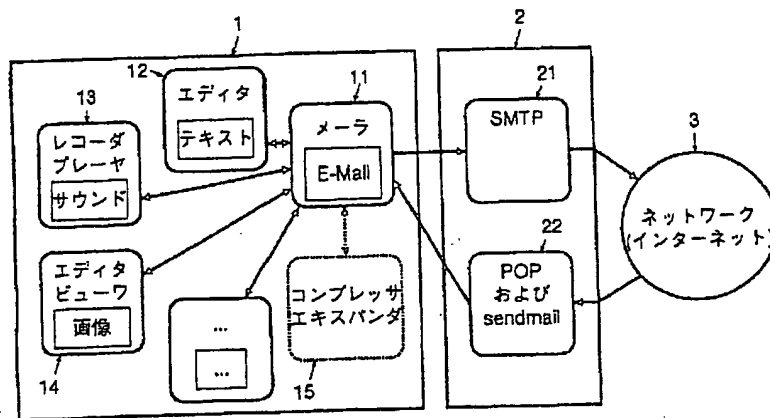 1
2
12
エディタ
テキスト
11
メーラ
E-Mail
13
レコーダ
プレーヤ
サウンド
21
SMTP
3
ネットワーク
(インターネット)
エディタ
ビューワ
画像
14
...
...
コンプレッサ
エキスパンダ
15
22
POP
および
sendmail